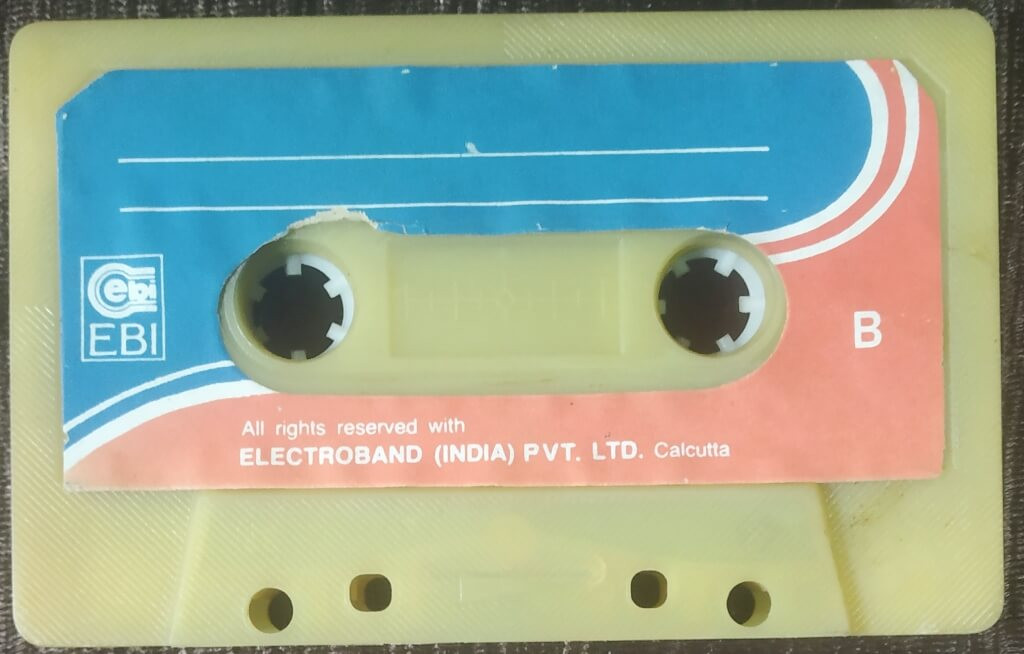 ebi
EBI
B
All rights reserved with
ELECTROBAND (INDIA) PVT. LTD. Calcutta